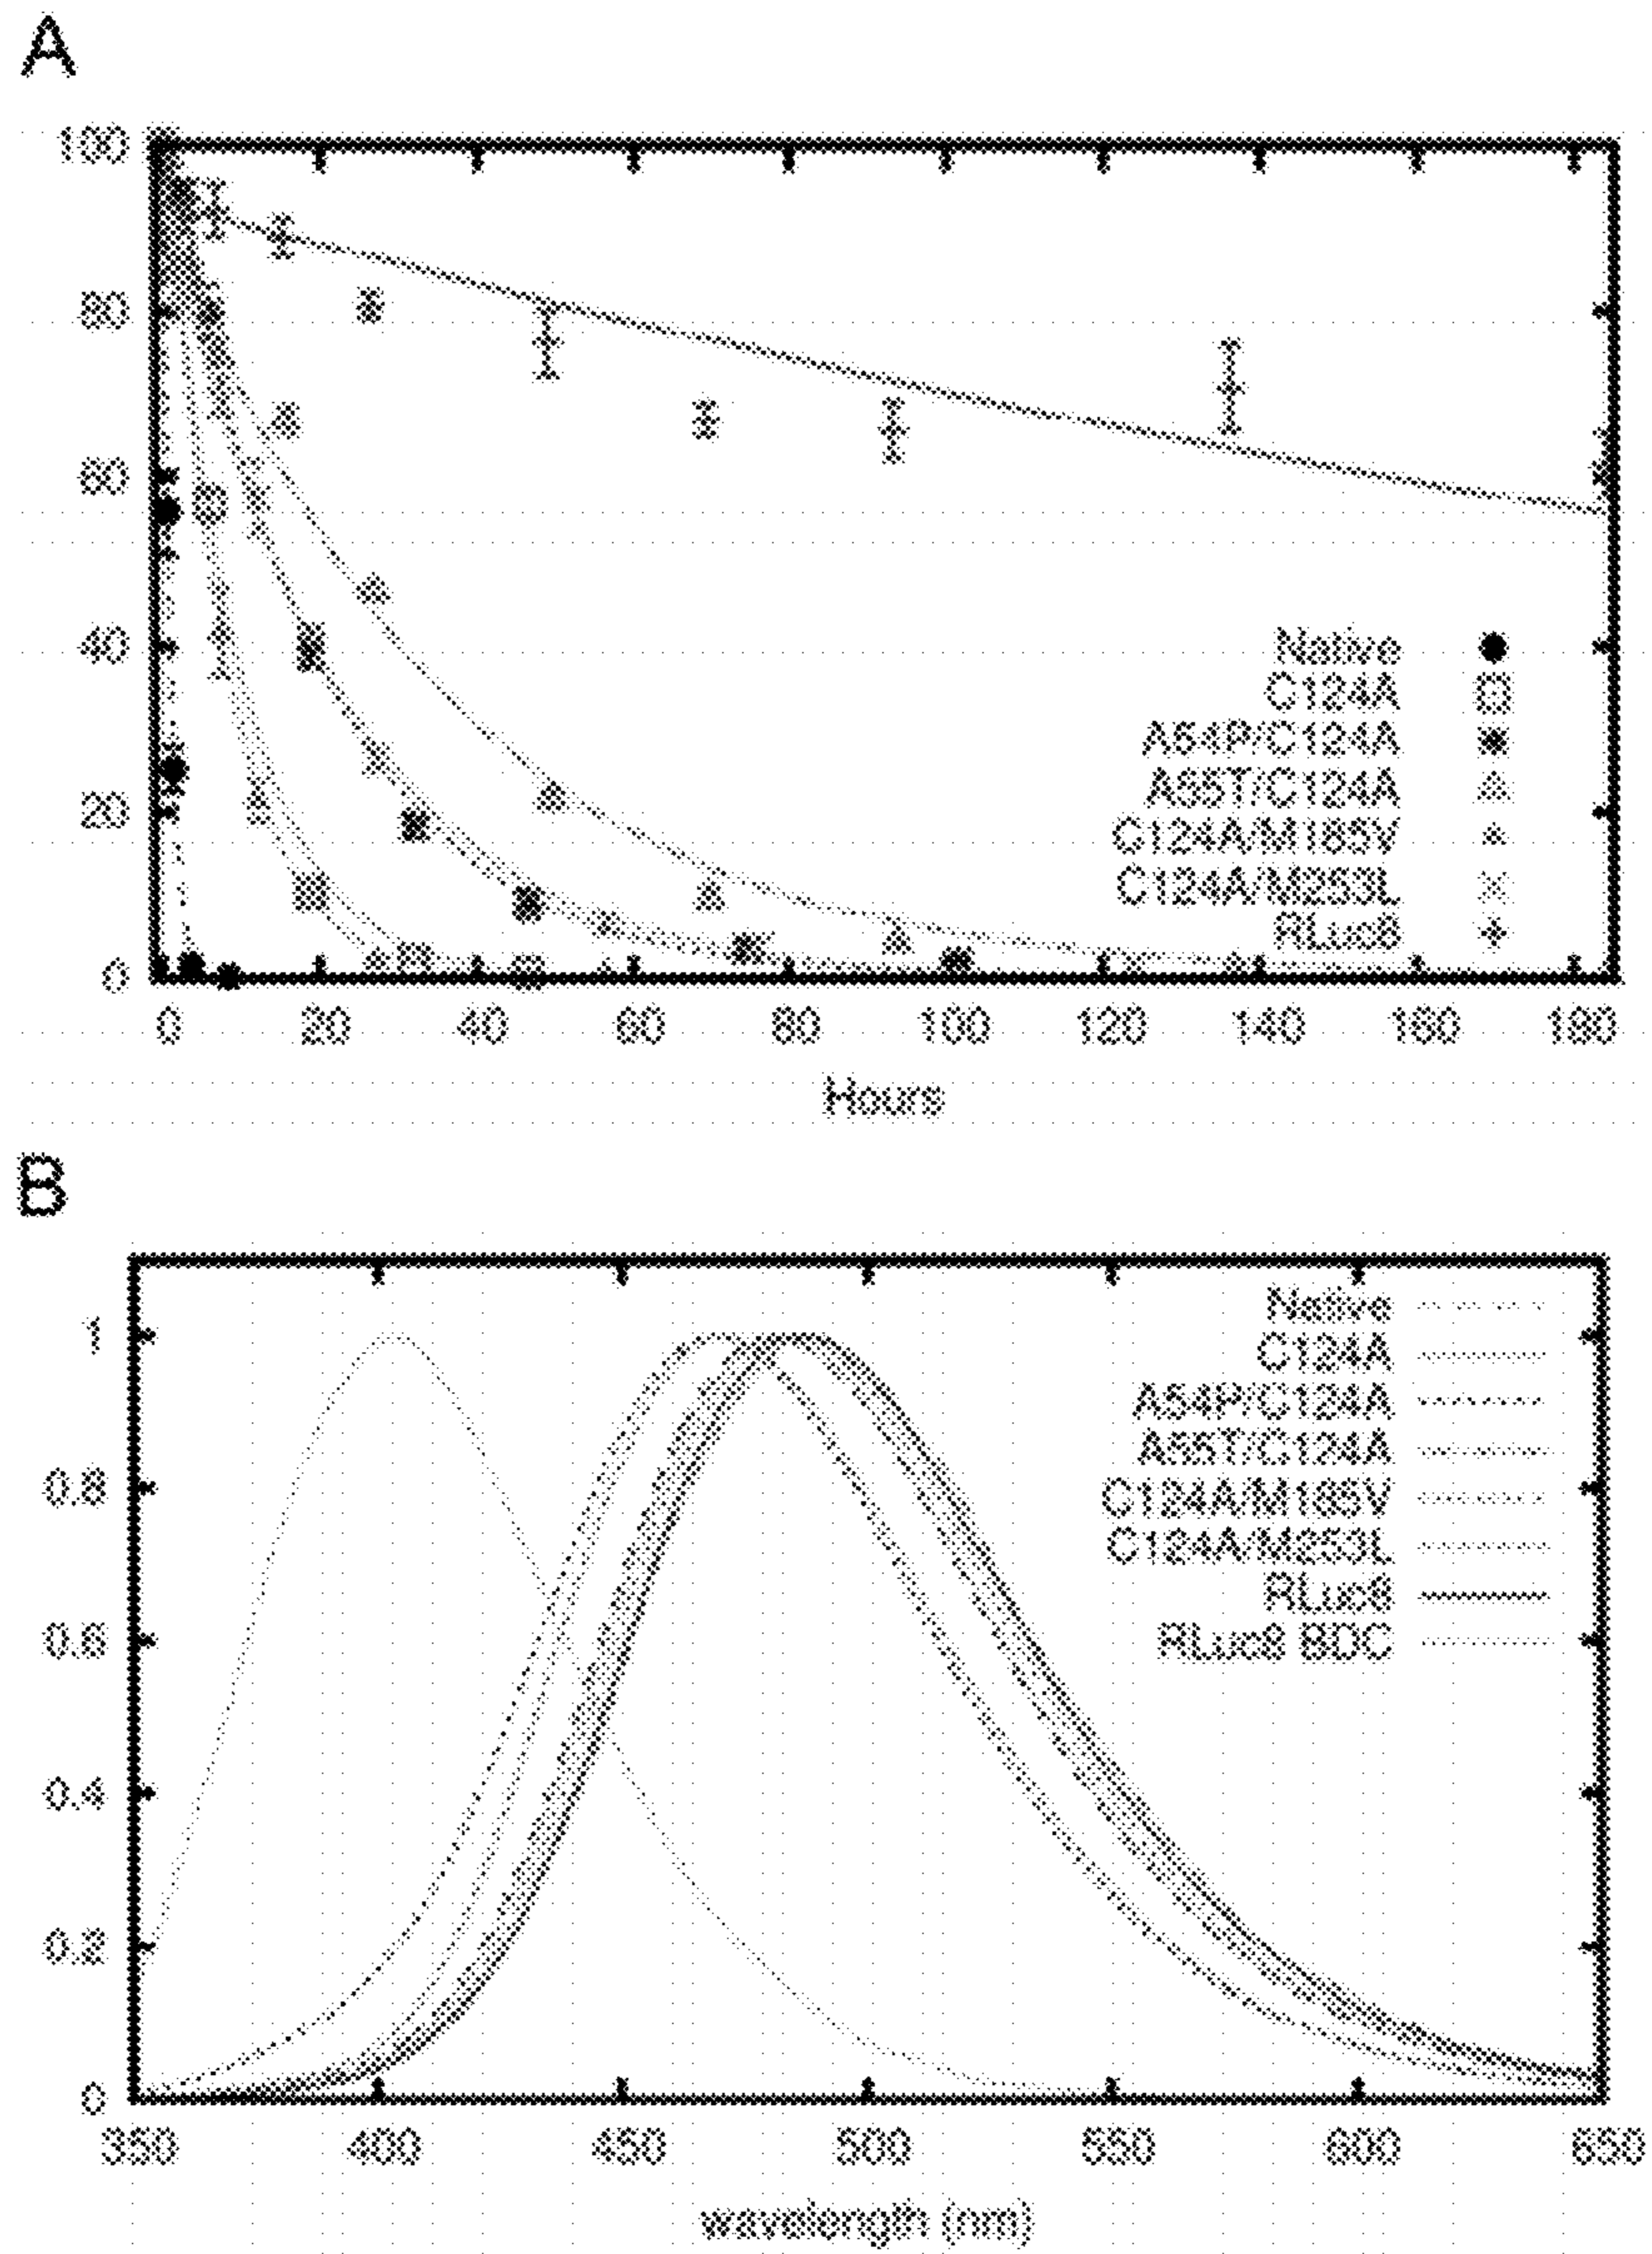 A
100
80
60
40
20
0
Native
C124A
A54P/C124A
A55T/C124A
C124A/M185V
C124A/M253L
RLuc8
0 20 40 60 80 100 120 140 160 180
Hours
B
1
0.8
0.6
0.4
0.2
0
Native
C124A
A54P/C124A
A55T/C124A
C124A/M185V
C124A/M253L
RLuc8
RLuc8 BDC
350 400 450 500 550 600 650
wavelength (nm)